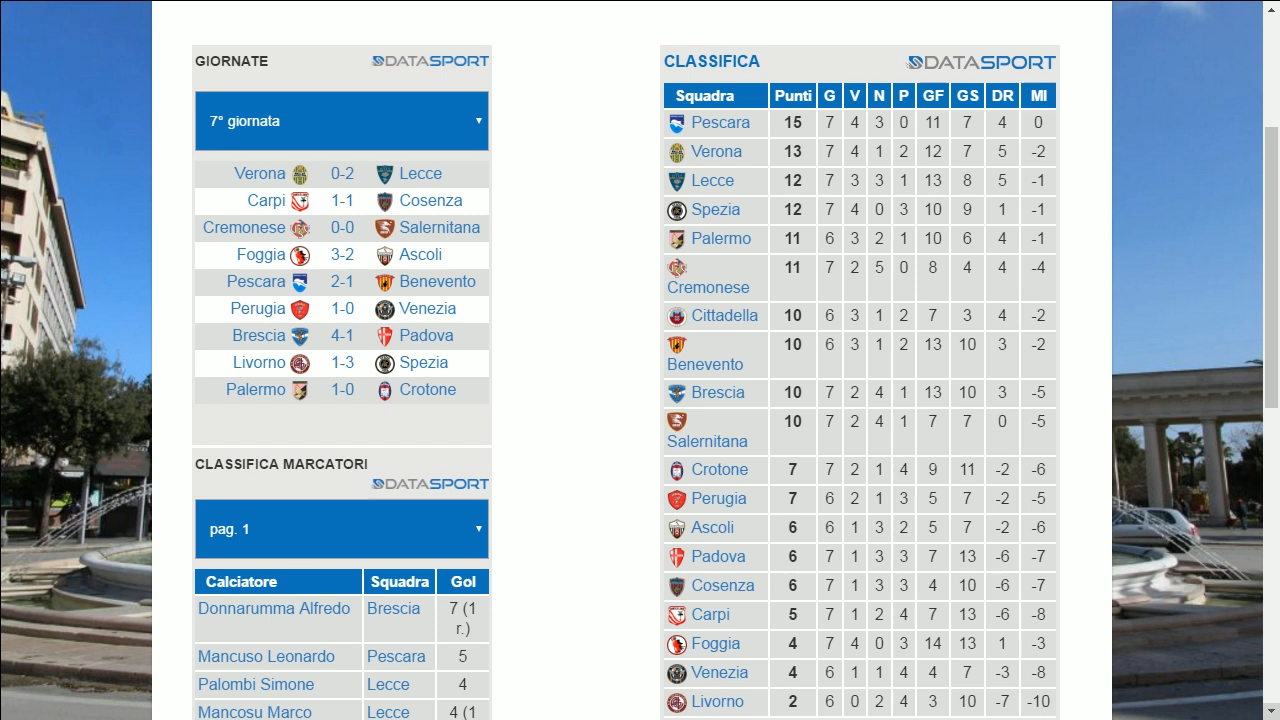 GIORNATE
DATASPORT
7° giornata
Verona 0-2 Lecce
Carpi 1-1 Cosenza
Cremonese 0-0 Salernitana
Foggia 3-2 Ascoli
Pescara 2-1 Benevento
Perugia 1-0 Venezia
Brescia 4-1 Padova
Livorno 1-3 Spezia
Palermo 1-0 Crotone
CLASSIFICA MARCATORI
DATASPORT
pag. 1
Calciatore Squadra Gol
Donnarumma Alfredo Brescia 7 (1
r.)
Mancuso Leonardo Pescara 5
Palombi Simone Lecce 4
Mancosu Marco Lecce 4 (1
CLASSIFICA
DATASPORT
Squadra Punti G V N P GF GS DR MI
Pescara 15 7 4 3 0 11 7 4 0
Verona 13 7 4 1 2 12 7 5 -2
Lecce 12 7 3 3 1 13 8 5 -1
Spezia 12 7 4 0 3 10 9 1 -1
Palermo 11 6 3 2 1 10 6 4 -1
11 7 2 5 0 8 4 4 -4
Cremonese
Cittadella 10 6 3 1 2 7 3 4 -2
10 6 3 1 2 13 10 3 -2
Benevento
Brescia 10 7 2 4 1 13 10 3 -5
10 7 2 4 1 7 7 0 -5
Salernitana
Crotone 7 7 2 1 4 9 11 -2 -6
Perugia 7 6 2 1 3 5 7 -2 -5
Ascoli 6 6 1 3 2 5 7 -2 -6
Padova 6 7 1 3 3 7 13 -6 -7
Cosenza 6 7 1 3 3 4 10 -6 -7
Carpi 5 7 1 2 4 7 13 -6 -8
Foggia 4 7 4 0 3 14 13 1 -3
Venezia 4 6 1 1 4 4 7 -3 -8
Livorno 2 6 0 2 4 3 10 -7 -10